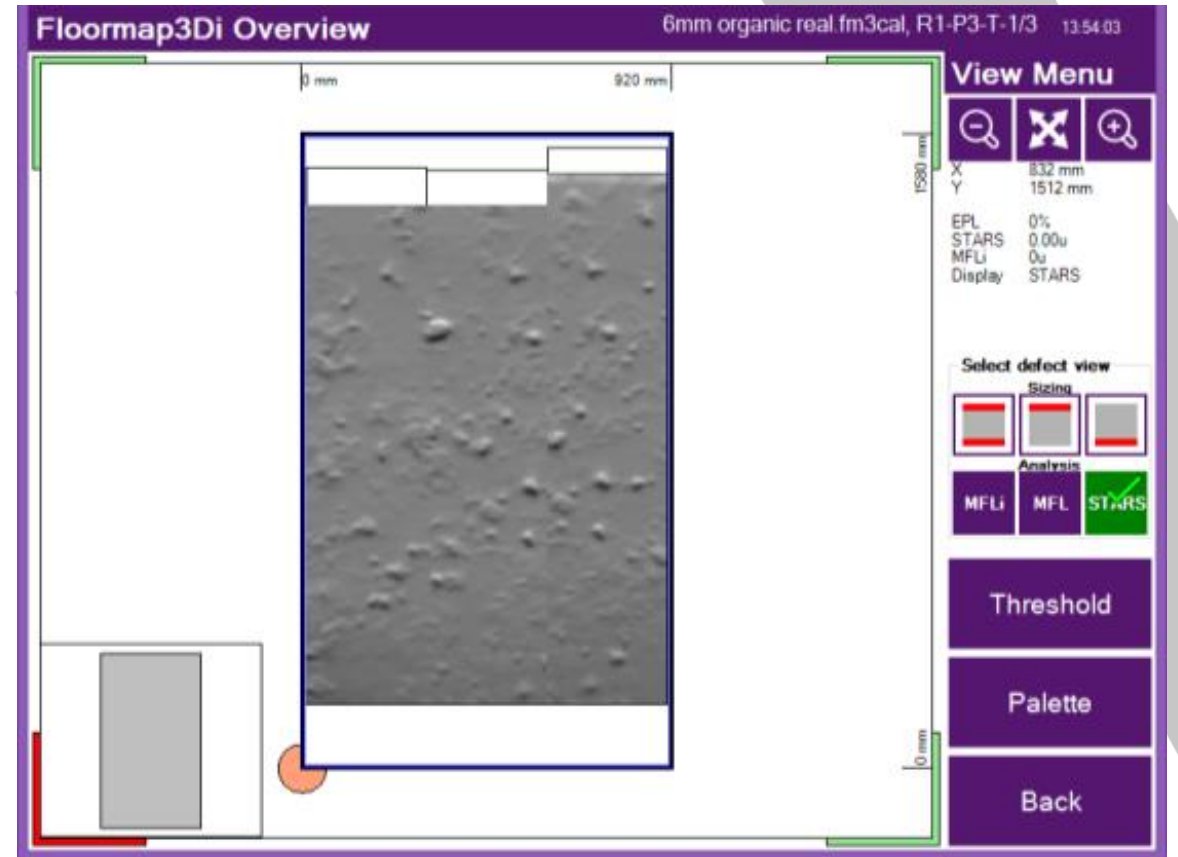 Floormap3Di Overview
6mm organic real.fm3cal, R1-P3-T-1/3 13:54:03
0 mm
920 mm
1580 mm
0 mm
View Menu
X 832 mm
Y 1512 mm
EPL 0%
STARS 0.00u
MFLi 0u
Display STARS
Select defect view
Sizing
Analysis
MFLi MFL STARS
Threshold
Palette
Back